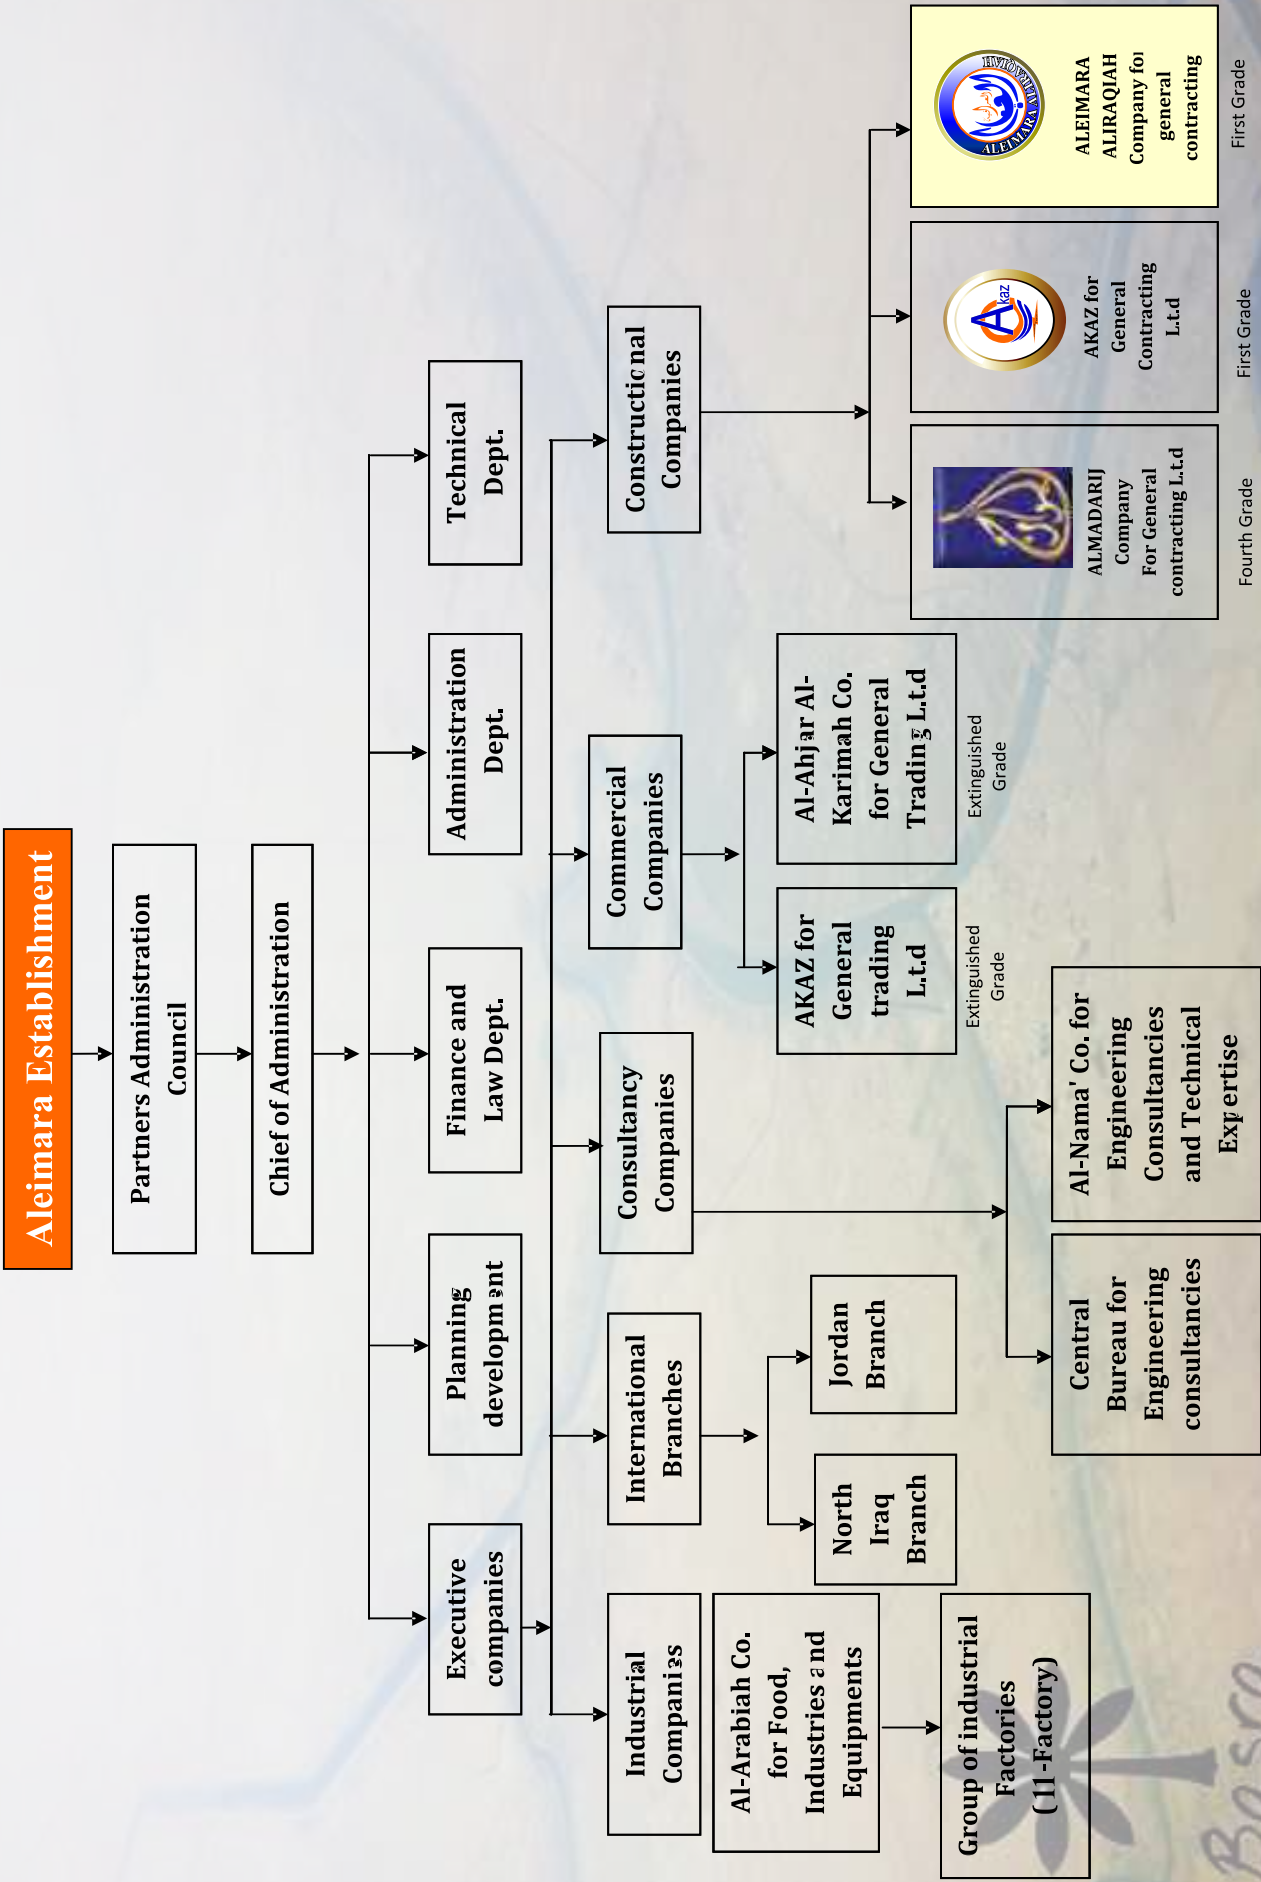 Aleimara Establishment
Partners Administration
Council
Chief of Administration
Executive
companies
Planning
development
Finance and
Law Dept.
Administration
Dept.
Technical
Dept.
Industrial
Companies
International
Branches
Consultancy
Companies
Commercial
Companies
Constructional
Companies
Al-Arabiah Co.
for Food,
Industries and
Equipments
Group of industrial
Factories
(11-Factory)
North
Iraq
Branch
Jordan
Branch
Central
Bureau for
Engineering
consultancies
Al-Nama' Co. for
Engineering
Consultancies
and Technical
Expertise
AKAZ for
General
trading
L.t.d
Extinguished
Grade
Al-Ahjar Al-
Karimah Co.
for General
Trading L.t.d
Extinguished
Grade
ALMADARIJ
Company
For General
contracting L.t.d
Fourth Grade
Akaz
AKAZ for
General
Contracting
L.t.d
First Grade
ALEIMARA ALIRAQIAH
ALEIMARA
ALIRAQIAH
Company for
general
contracting
First Grade
Basra